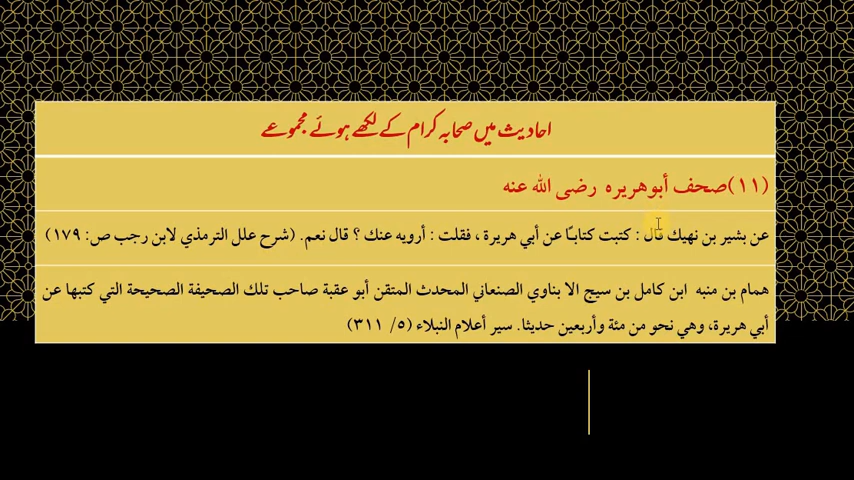 احادیث میں صحابہ کرام کے لکھے ہوئے مجموعے
(١١)صحف أبوهريره رضى الله عنه
عن بشير بن نهيك قال : كتبت كتابـًا عن أبي هريرة ، فقلت : أرويه عنك ؟ قال نعم. (شرح علل الترمذي لابن رجب ص: ١٧٩)
همام بن منبه ابن كامل بن سيج الا بناوي الصنعاني المحدث المتقن أبو عقبة صاحب تلك الصحيفة الصحيحة التي كتبها عن
أبي هريرة، وهي نحو من مئة وأربعين حديثا. سير أعلام النبلاء (٥/ ٣١١)